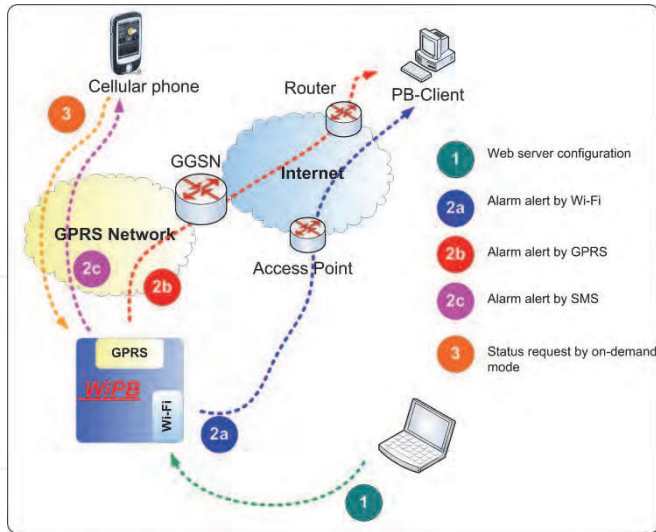 Cellular phone
3
Router
PB-Client
GGSN
Internet
GPRS Network
2c
2b
Access Point
1 Web server configuration
2a Alarm alert by Wi-Fi
2b Alarm alert by GPRS
2c Alarm alert by SMS
3 Status request by on-demand
mode
GPRS
WiPB
Wi-Fi
2a
1